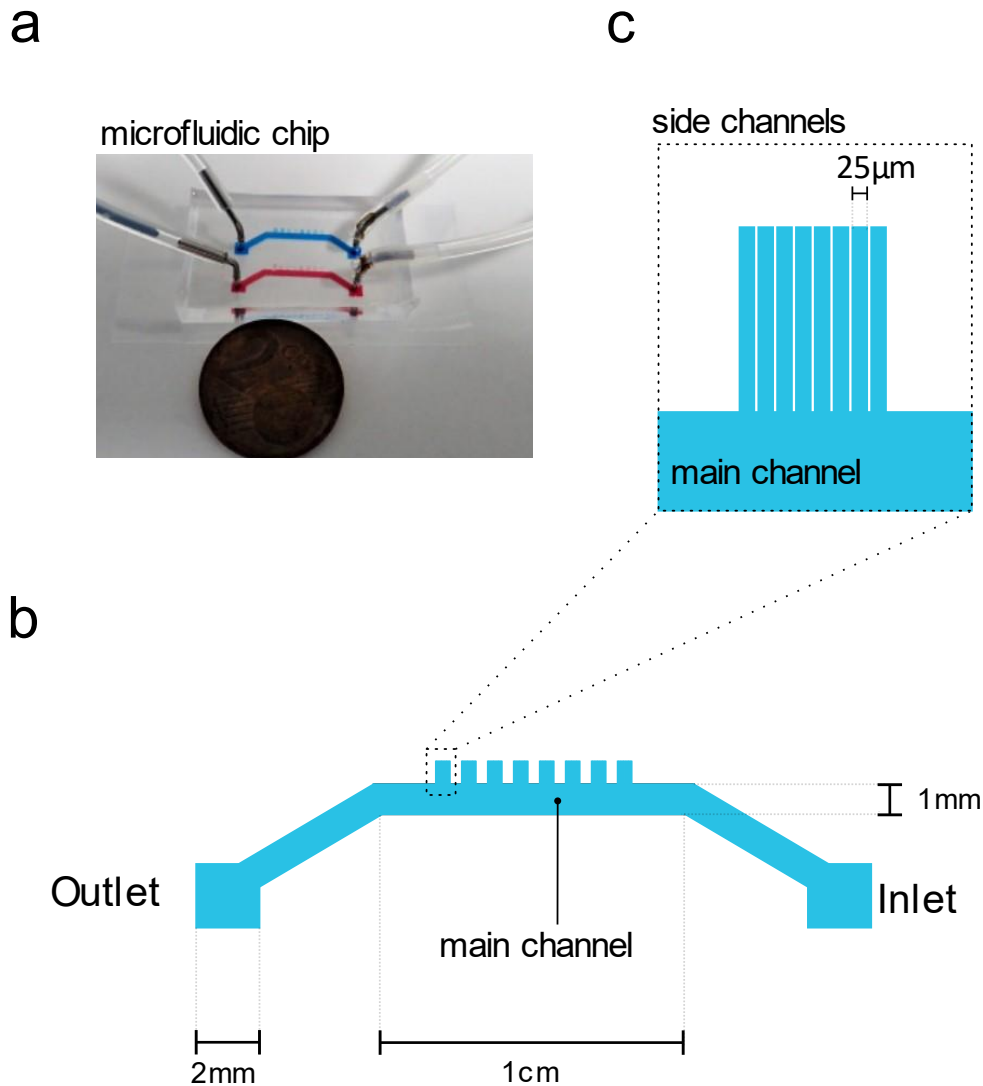 a
microfluidic chip
c
side channels
25μm
main channel
b
Outlet
Inlet
1mm
main channel
2mm
1cm